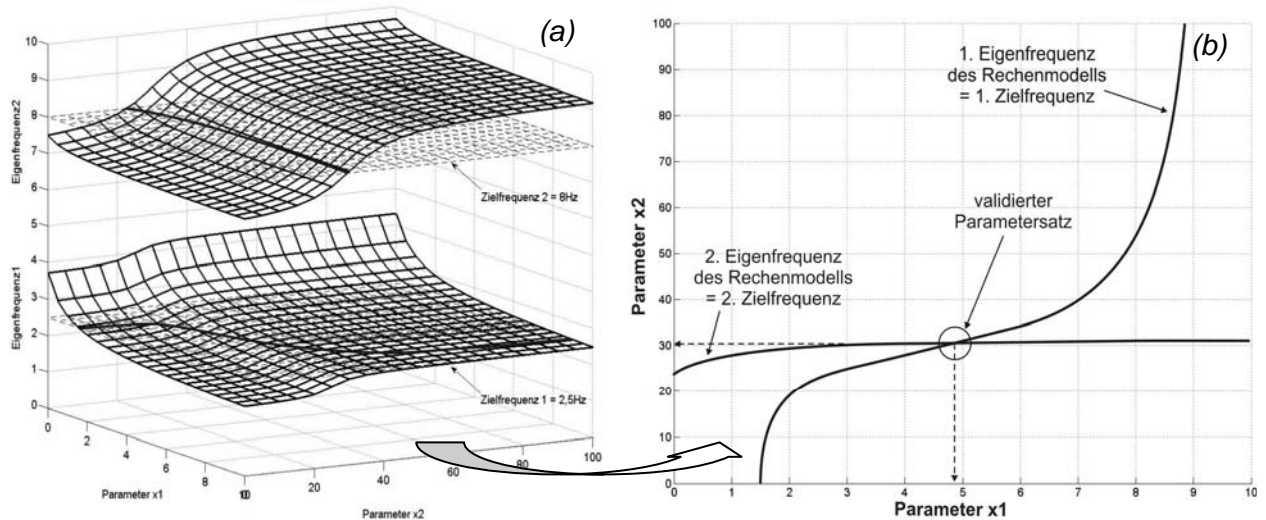 (a)
10
9
8
7
6
5
4
3
2
1
0
Eigenfrequenz2
Eigenfrequenz1
Zielfrequenz 2 = 8Hz
Zielfrequenz 1 = 2,5Hz
0
2
4
6
8
10
0
20
40
60
80
100
Parameter x1
Parameter x2
(b)
100
90
80
70
60
50
40
30
20
10
0
Parameter x2
1. Eigenfrequenz
des Rechenmodells
= 1. Zielfrequenz
validierter
Parametersatz
2. Eigenfrequenz
des Rechenmodells
= 2. Zielfrequenz
0 1 2 3 4 5 6 7 8 9 10
Parameter x1